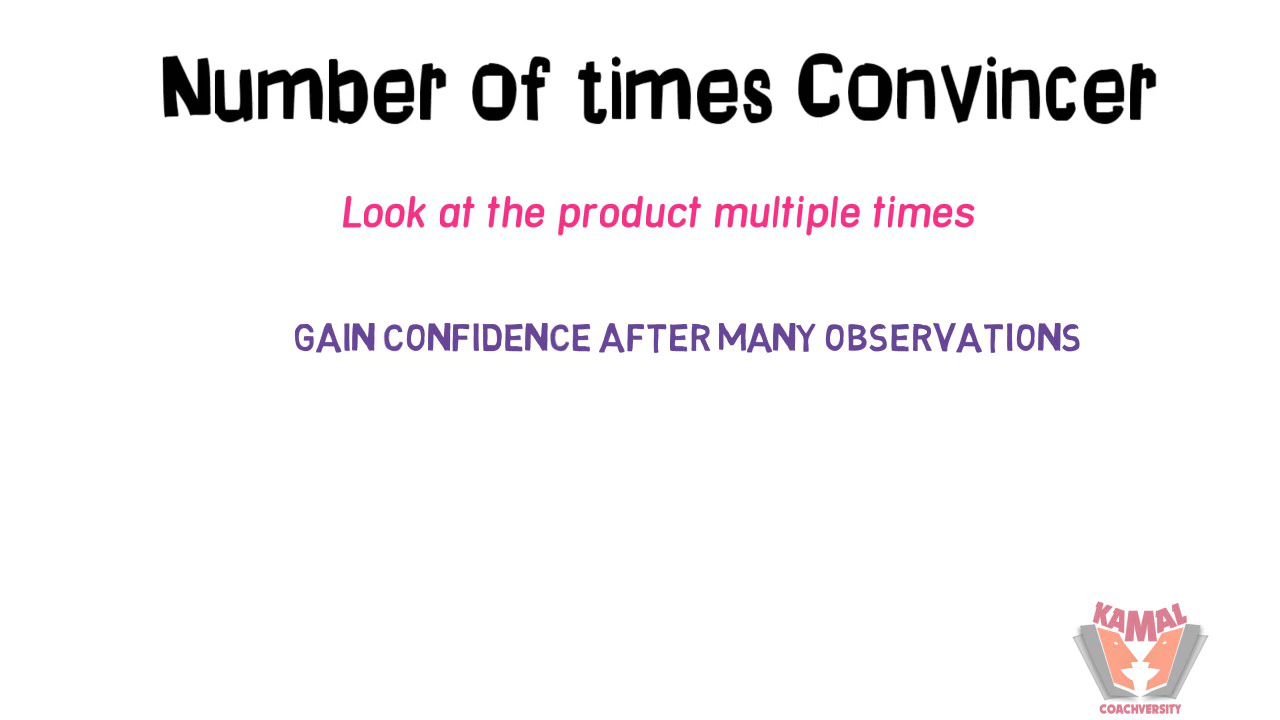 Number of times Convincer
Look at the product multiple times
GAIN CONFIDENCE AFTER MANY OBSERVATIONS
KAMAL
COACHVERSITY